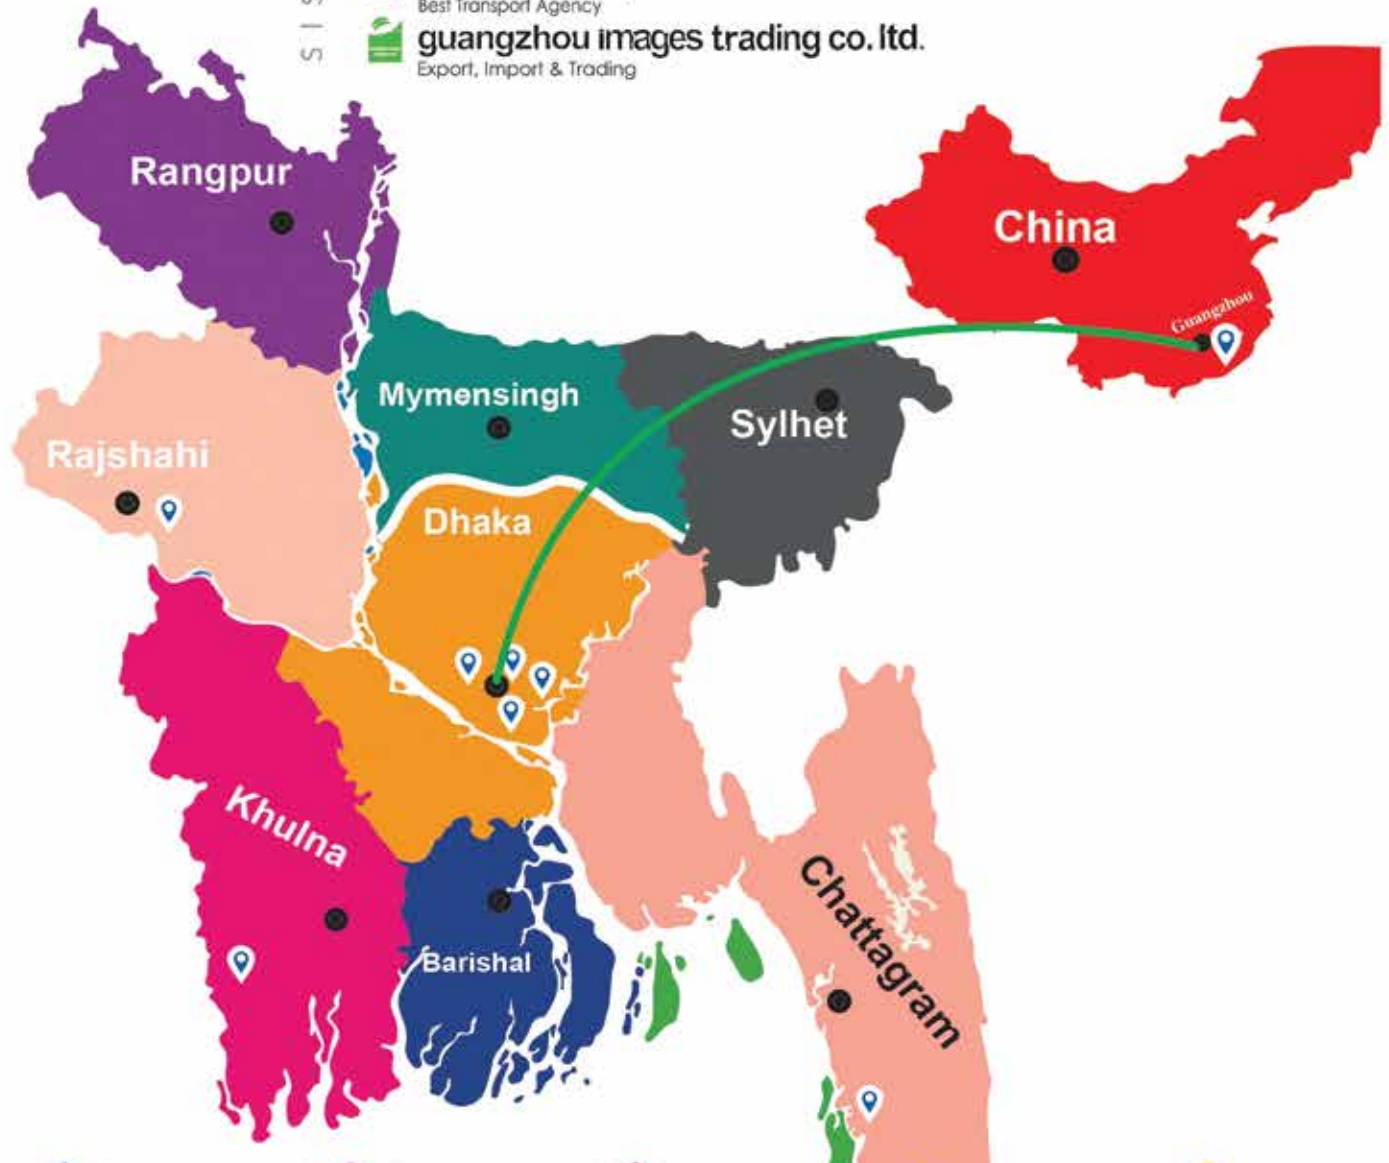 Best Transport Agency
guangzhou images trading co. ltd.
Export, Import & Trading
Rangpur
China
Guangzhou
Mymensingh
Sylhet
Rajshahi
Dhaka
Khulna
Barishal
Chattagram